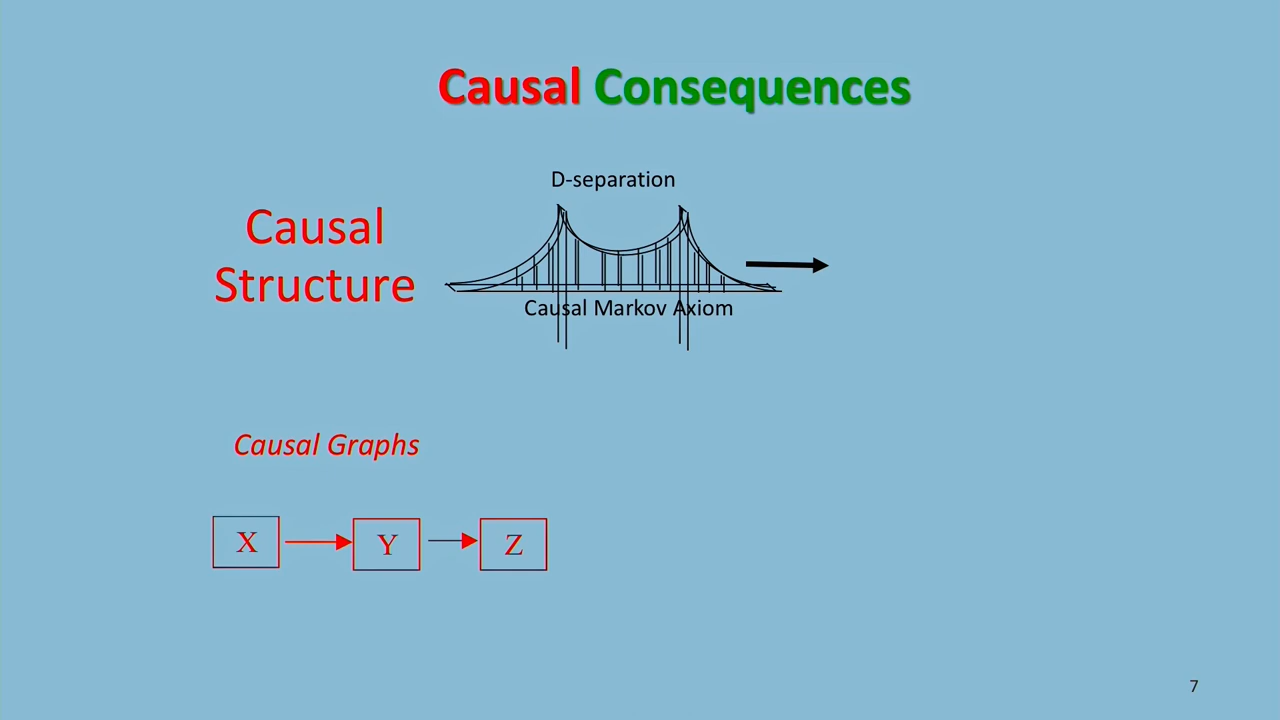 Causal Consequences
D-separation
Causal
Structure
Causal Markov Axiom
Causal Graphs
X
Y
Z
7